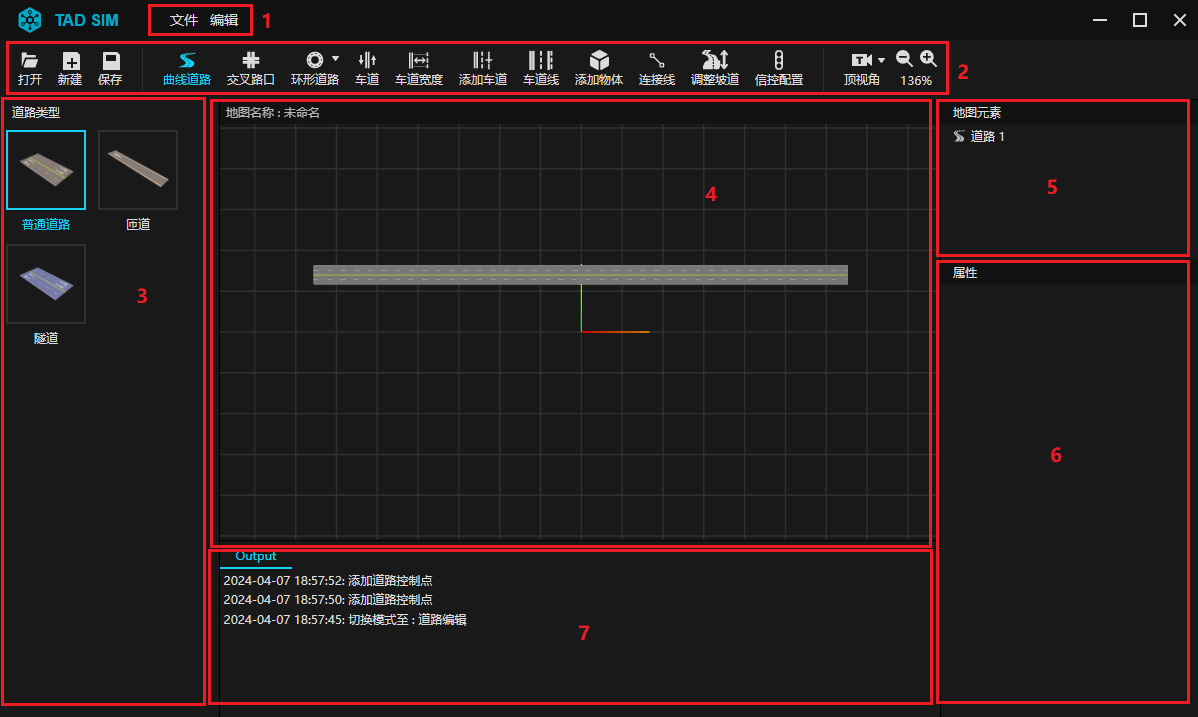 TAD SIM
文件 编辑 1
打开 新建 保存 曲线道路 交叉路口 环形道路 车道 车道宽度 添加车道 车道线 添加物体 连接线 调整坡道 信控配置 顶视角 136% 2
道路类型
普通道路 匝道
隧道
3
地图名称 : 未命名
4
地图元素
道路 1
5
属性
6
Output
2024-04-07 18:57:52: 添加道路控制点
2024-04-07 18:57:50: 添加道路控制点
2024-04-07 18:57:45: 切换模式至 : 道路编辑
7